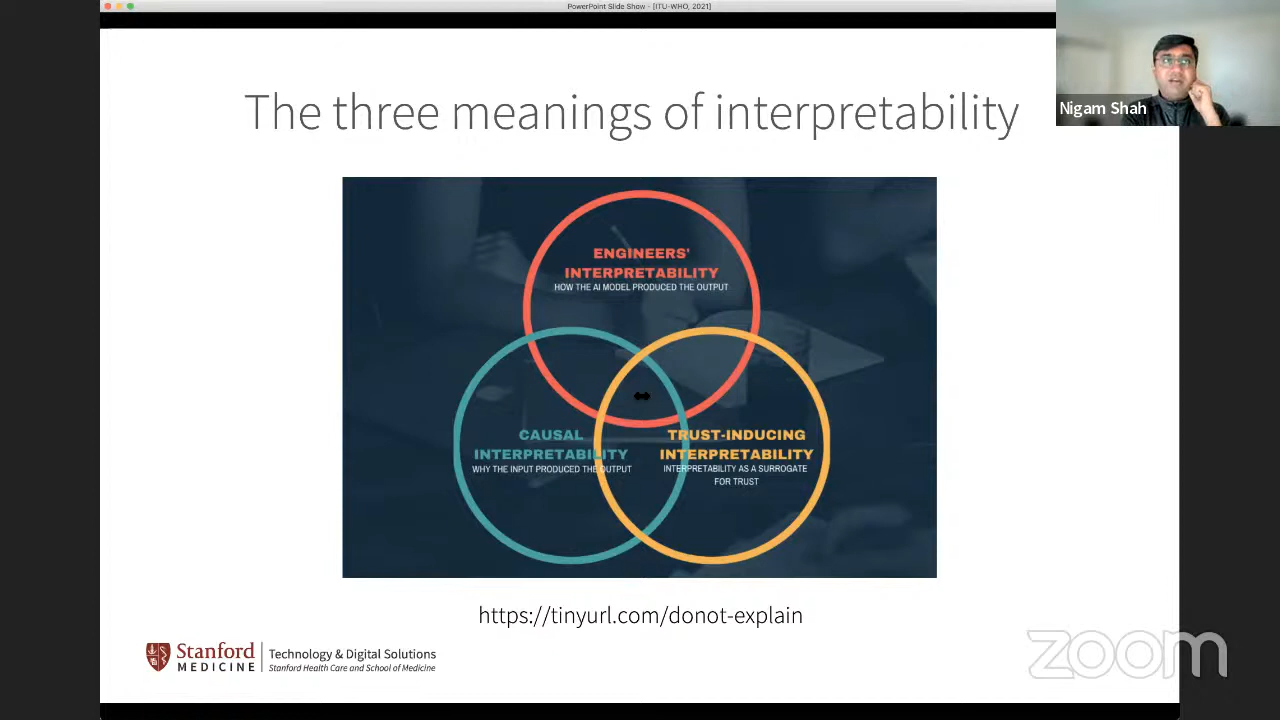 PowerPoint Slide Show - [ITU-WHO, 2021]
Nigam Shah
The three meanings of interpretability
ENGINEERS'
INTERPRETABILITY
HOW THE AI MODEL PRODUCED THE OUTPUT
CAUSAL
INTERPRETABILITY
WHY THE INPUT PRODUCED THE OUTPUT
TRUST-INDUCING
INTERPRETABILITY
INTERPRETABILITY AS A SURROGATE
FOR TRUST
https://tinyurl.com/donot-explain
Stanford
MEDICINE
Technology & Digital Solutions
Stanford Health Care and School of Medicine
zoom